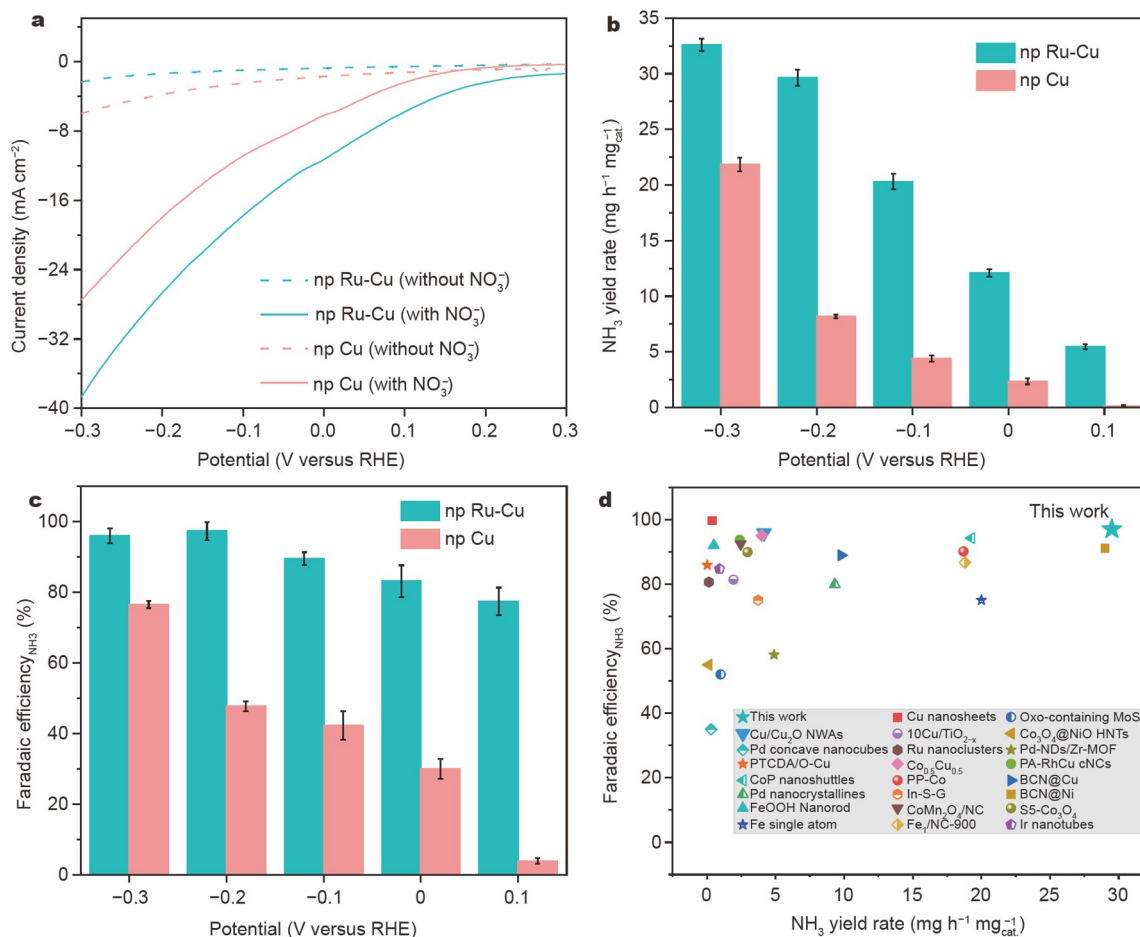 a
0
−8
−16
−24
−32
−40
Current density (mA cm⁻²)
np Ru-Cu (without NO₃⁻)
np Ru-Cu (with NO₃⁻)
np Cu (without NO₃⁻)
np Cu (with NO₃⁻)
−0.3 −0.2 −0.1 0.0 0.1 0.2 0.3
Potential (V versus RHE)
b
35
30
25
20
15
10
5
0
NH₃ yield rate (mg h⁻¹ mg⁻¹cat.)
np Ru-Cu
np Cu
−0.3 −0.2 −0.1 0 0.1
Potential (V versus RHE)
c
100
80
60
40
20
0
Faradaic efficiency NH3 (%)
np Ru-Cu
np Cu
−0.3 −0.2 −0.1 0 0.1
Potential (V versus RHE)
d
This work
100
80
60
40
20
0
Faradaic efficiency NH3 (%)
This work Cu nanosheets Oxo-containing MoS
Cu/Cu₂O NWAs 10Cu/TiO₂₋ₓ Co₃O₄@NiO HNTs
Pd concave nanocubes Ru nanoclusters Pd-NDs/Zr-MOF
PTCDA/O-Cu Co₀.₅Cu₀.₅ PA-RhCu cNCs
CoP nanoshuttles PP-Co BCN@Cu
Pd nanocrystallines In-S-G BCN@Ni
FeOOH Nanorod CoMn₂O₄/NC S5-Co₃O₄
Fe single atom Fe₁/NC-900 Ir nanotubes
0 5 10 15 20 25 30
NH₃ yield rate (mg h⁻¹ mg⁻¹cat.)